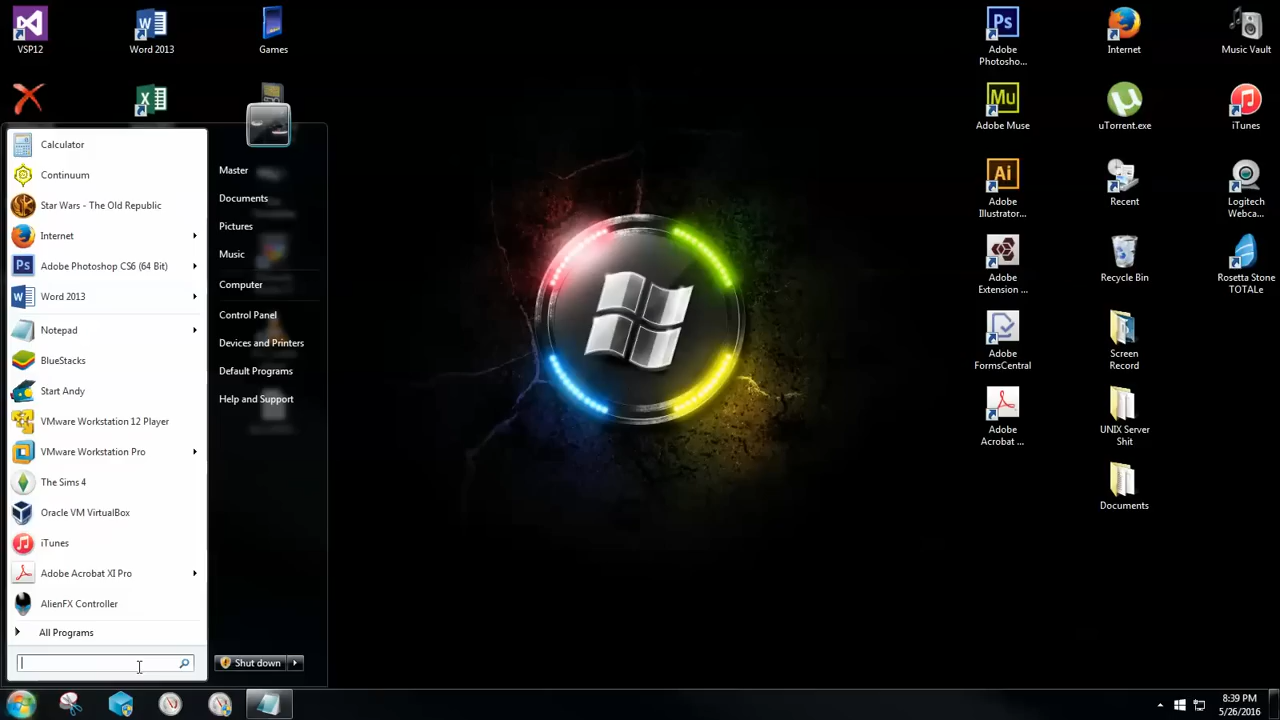 VSP12
Word 2013
Games
Ps
Adobe
Photosho...
Internet
Music Vault
Mu
Adobe Muse
uTorrent.exe
iTunes
Ai
Adobe
Illustrator...
Recent
Logitech
Webca...
Adobe
Extension ...
Recycle Bin
Rosetta Stone
TOTALe
Adobe
FormsCentral
Screen
Record
Adobe
Acrobat ...
UNIX Server
Shit
Documents
Calculator
Continuum
Star Wars - The Old Republic
Internet
Ps
Adobe Photoshop CS6 (64 Bit)
Word 2013
Notepad
BlueStacks
Start Andy
VMware Workstation 12 Player
VMware Workstation Pro
The Sims 4
Oracle VM VirtualBox
iTunes
Adobe Acrobat XI Pro
AlienFX Controller
All Programs
Master
Documents
Pictures
Music
Computer
Control Panel
Devices and Printers
Default Programs
Help and Support
Shut down
8:39 PM
5/26/2016